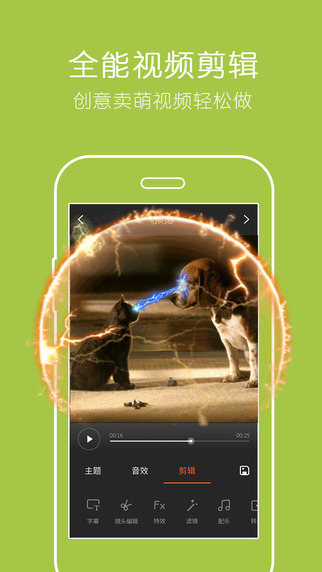 全能视频剪辑
创意卖萌视频轻松做
00:16
00:25
主题
音效
剪辑
字幕
镜头编辑
Fx
特效
滤镜
配乐
转